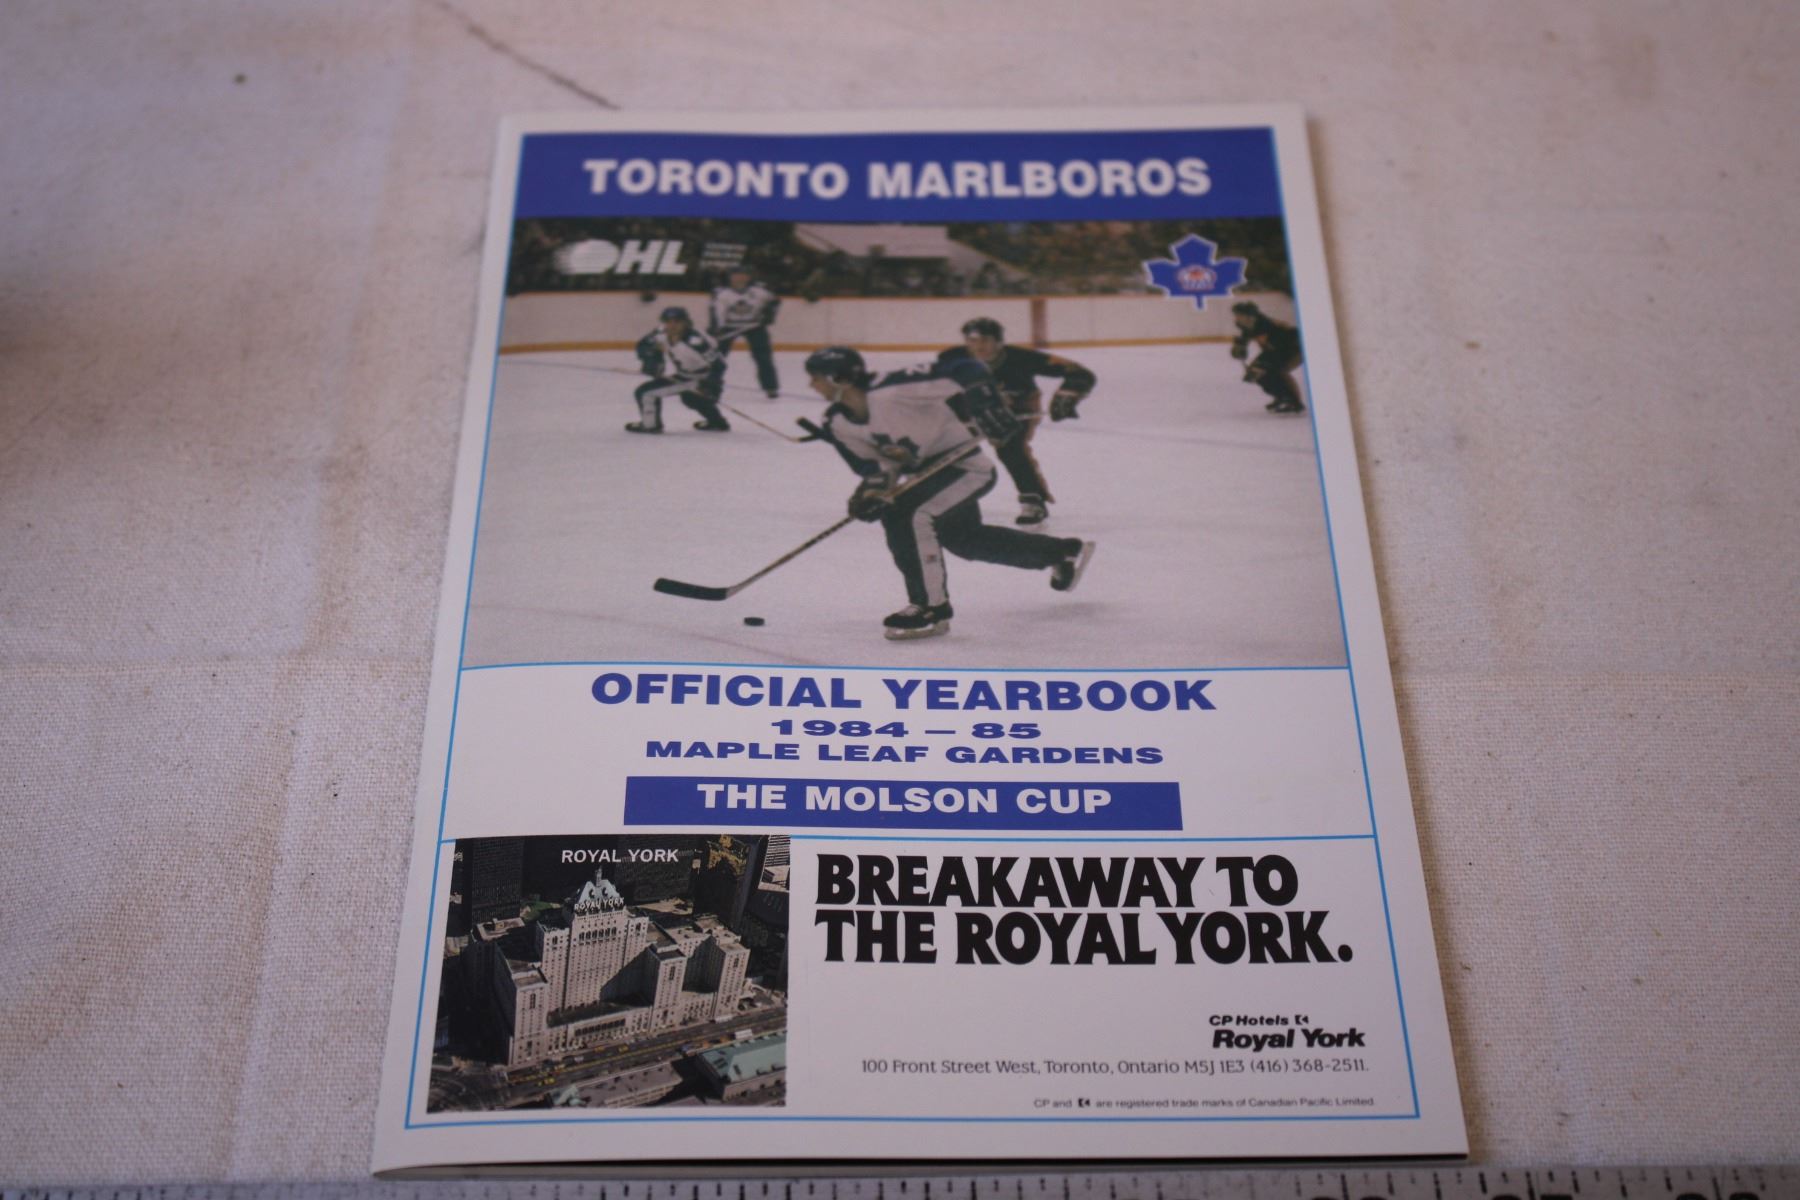 TORONTO MARLBOROS
OHL
OFFICIAL YEARBOOK
1984 – 85
MAPLE LEAF GARDENS
THE MOLSON CUP
ROYAL YORK
ROYAL YORK
BREAKAWAY TO
THE ROYAL YORK.
CP Hotels
Royal York
100 Front Street West, Toronto, Ontario M5J 1E3 (416) 368-2511.
CP and are registered trade marks of Canadian Pacific Limited.